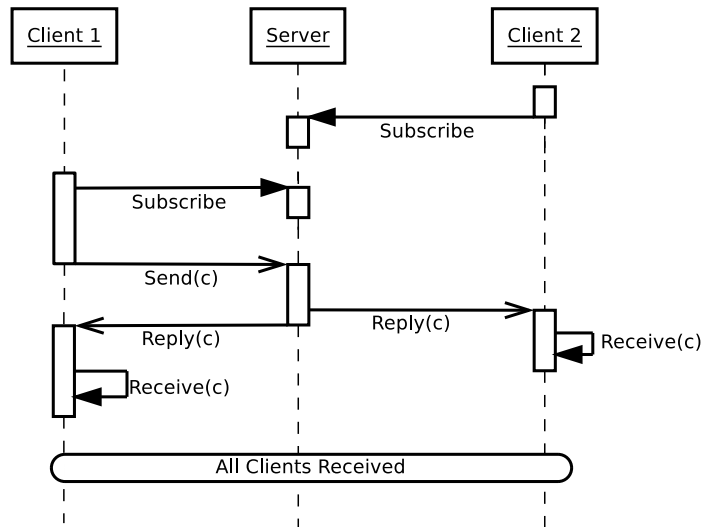 Client 1
Server
Client 2
Subscribe
Subscribe
Send(c)
Reply(c)
Reply(c)
Receive(c)
Receive(c)
All Clients Received